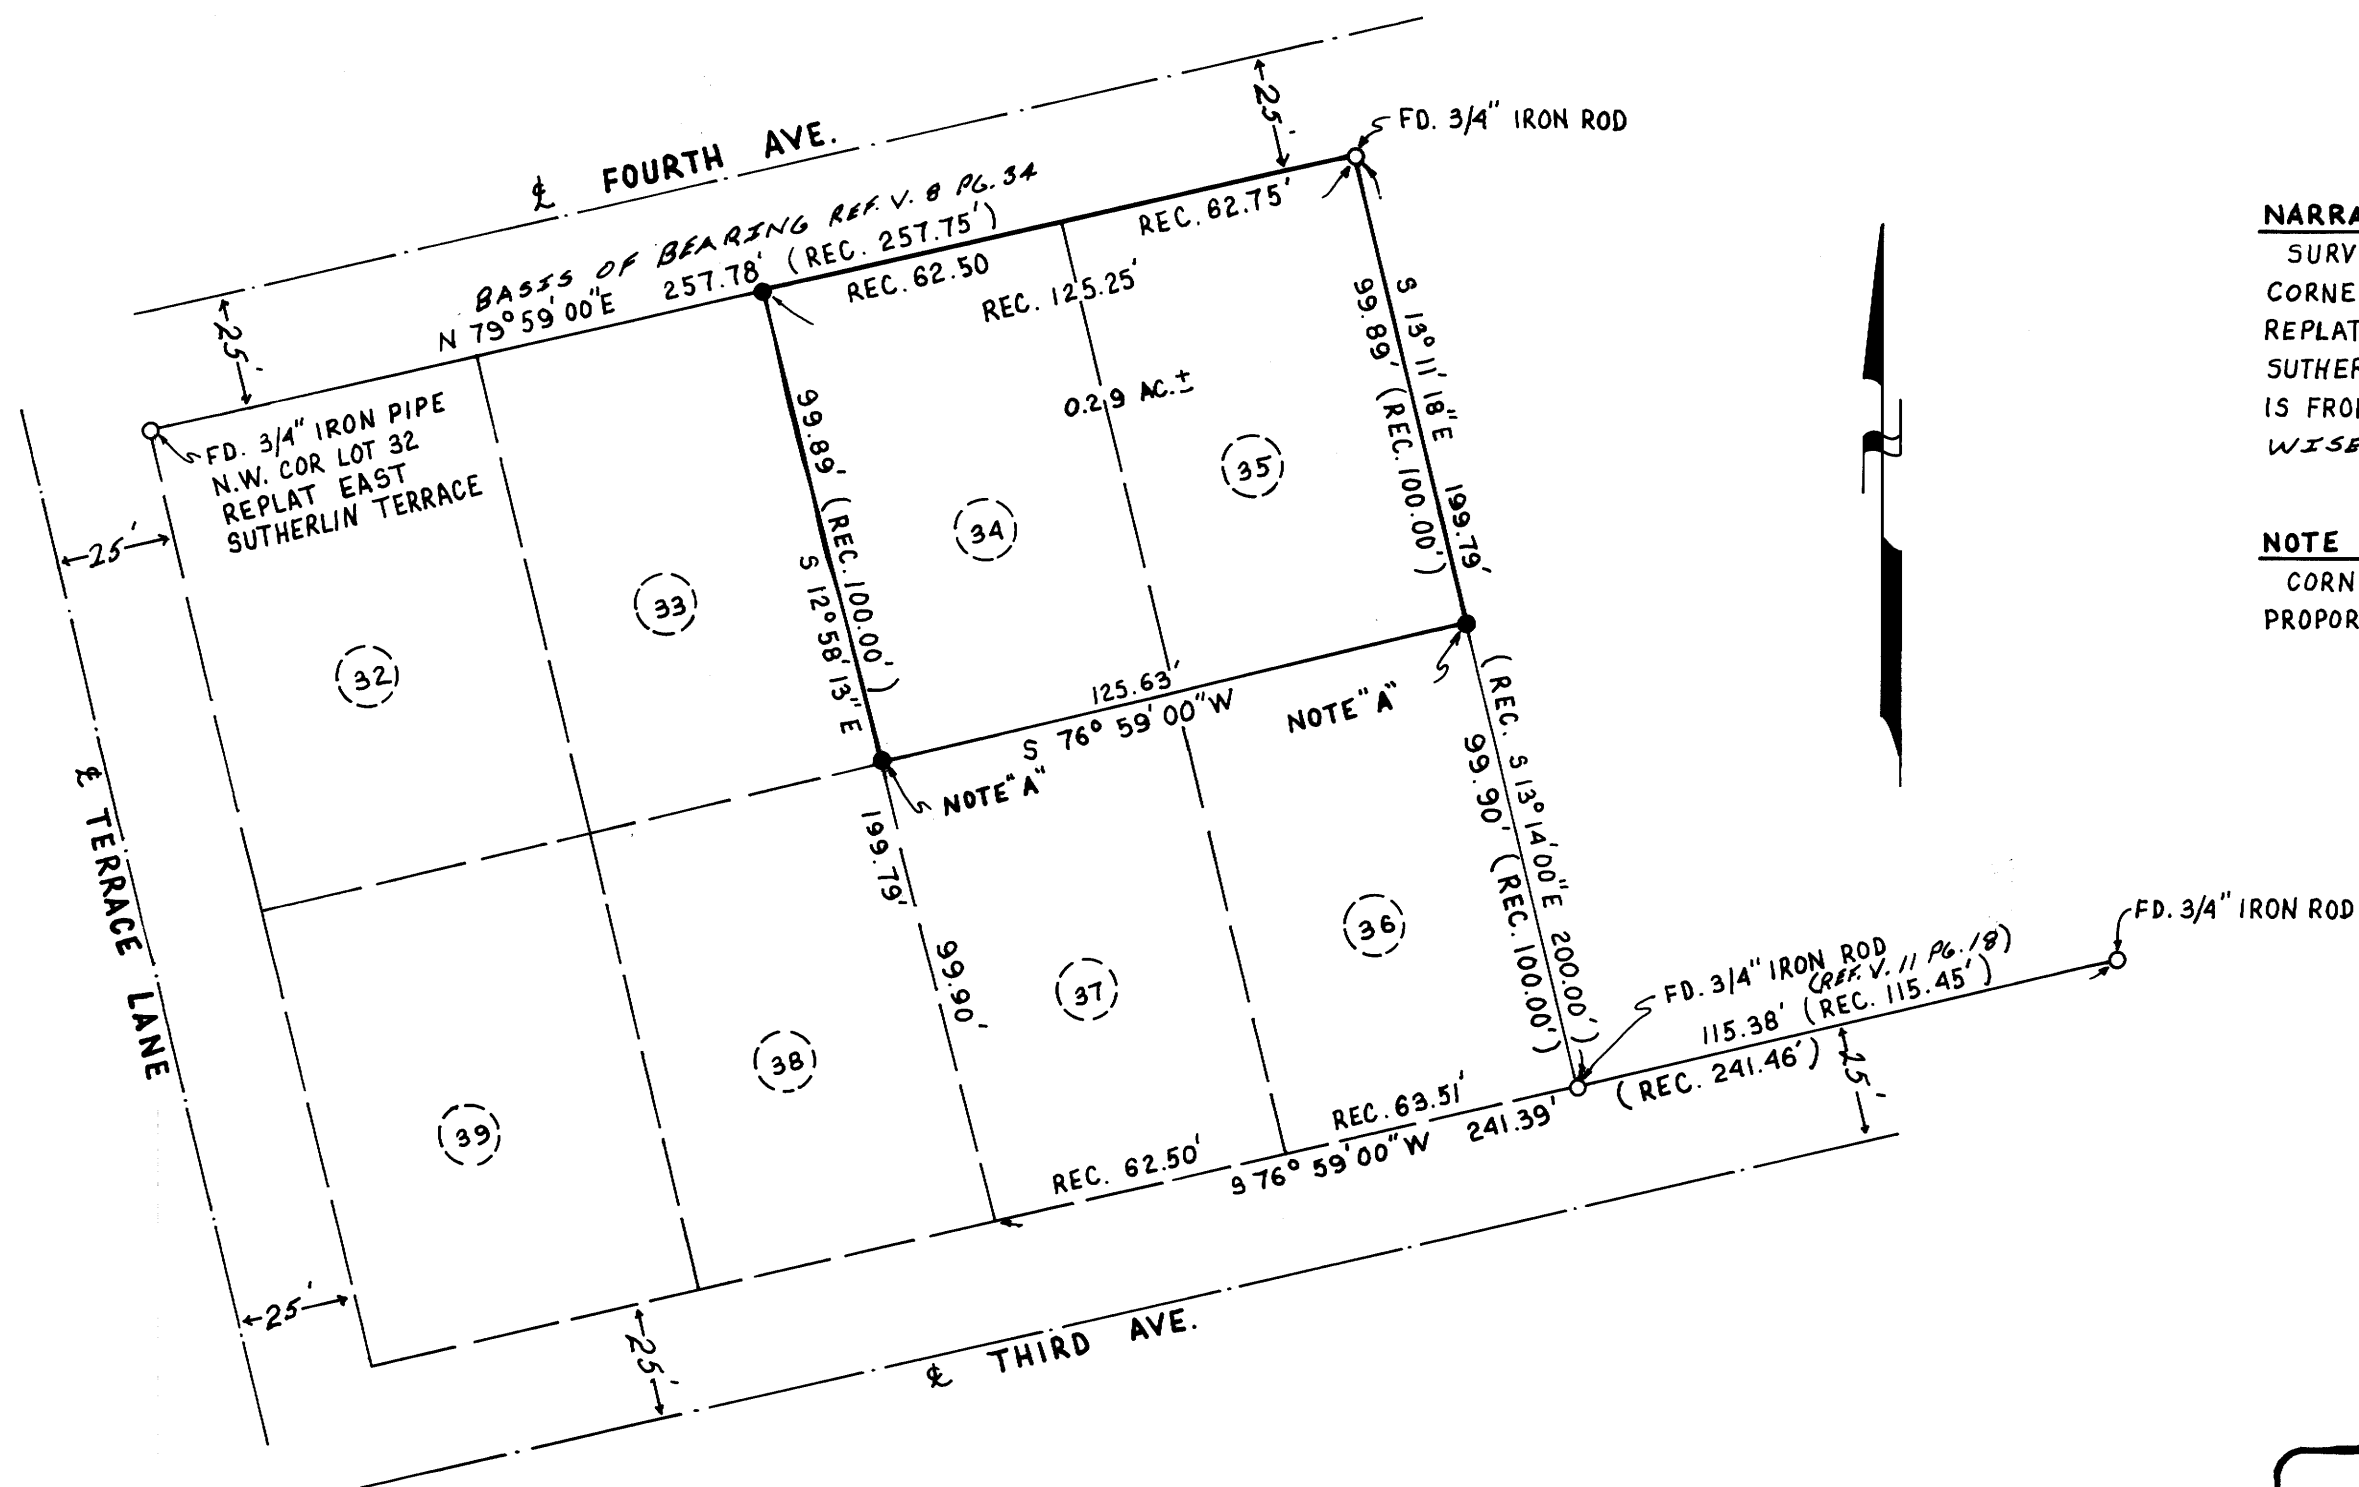 ℄ FOURTH AVE.
25'
FD. 3/4" IRON ROD
BASIS OF BEARING REF. V. 8 PG. 34
N 79° 59' 00" E 257.78' (REC. 257.75')
REC. 62.50
REC. 62.75'
REC. 125.25'
25'
FD. 3/4" IRON PIPE
N.W. COR LOT 32
REPLAT EAST
SUTHERLIN TERRACE
25'
0.29 AC.±
99.89' (REC. 100.00')
S 12° 58' 13" E
S 13° 11' 18" E 199.79'
99.89' (REC. 100.00')
32
33
34
35
125.63'
S 76° 59' 00" W
NOTE "A"
NOTE "A"
199.79'
99.90'
(REC. S 13° 14' 00" E 200.00')
99.90' (REC. 100.00')
℄ TERRACE LANE
39
38
37
36
FD. 3/4" IRON ROD
FD. 3/4" IRON ROD
(REF. V. 11 PG. 18)
115.38' (REC. 115.45')
(REC. 241.46')
25'
REC. 62.50'
REC. 63.51'
S 76° 59' 00" W 241.39'
25'
25'
℄ THIRD AVE.
NARRA
SURV
CORNE
REPLAT
SUTHER
IS FRO
WISE
NOTE
CORN
PROPOR